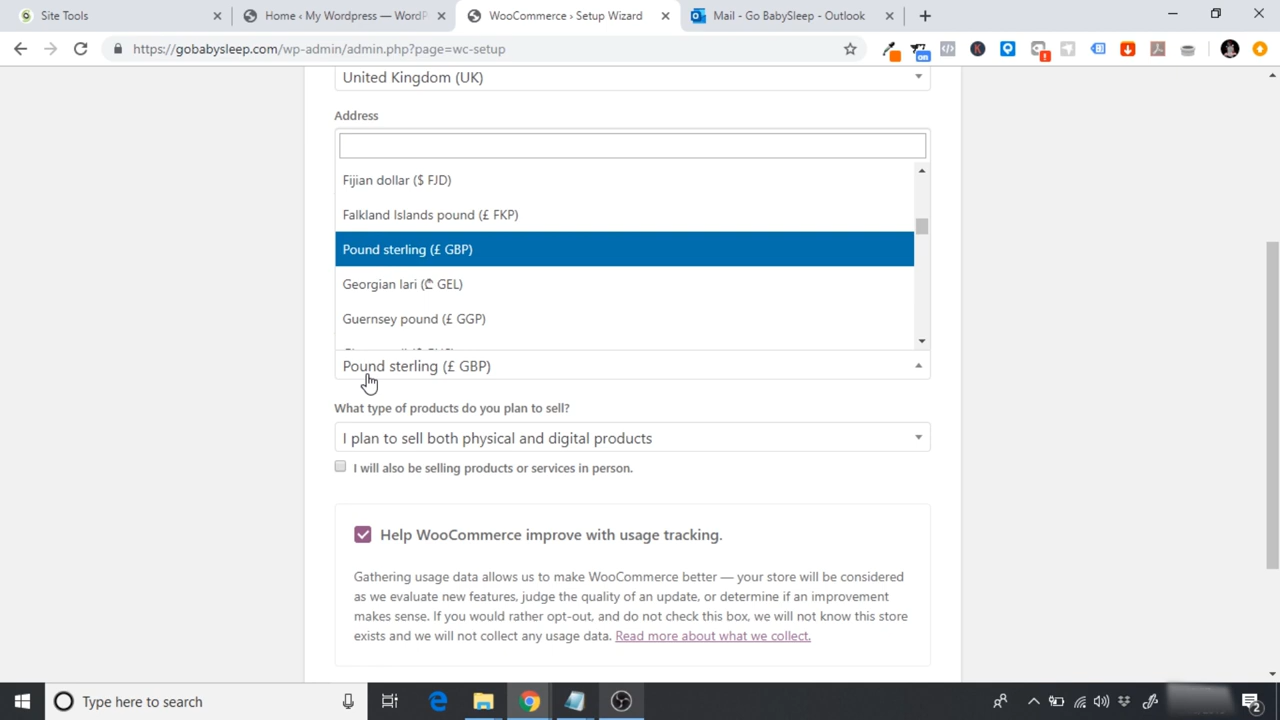 Site Tools
Home ‹ My Wordpress — WordP
WooCommerce › Setup Wizard
Mail - Go BabySleep - Outlook
https://gobabysleep.com/wp-admin/admin.php?page=wc-setup
on
United Kingdom (UK)
Address
Fijian dollar ($ FJD)
Falkland Islands pound (£ FKP)
Pound sterling (£ GBP)
Georgian lari (₾ GEL)
Guernsey pound (£ GGP)
Pound sterling (£ GBP)
What type of products do you plan to sell?
I plan to sell both physical and digital products
I will also be selling products or services in person.
Help WooCommerce improve with usage tracking.
Gathering usage data allows us to make WooCommerce better — your store will be considered
as we evaluate new features, judge the quality of an update, or determine if an improvement
makes sense. If you would rather opt-out, and do not check this box, we will not know this store
exists and we will not collect any usage data. Read more about what we collect.
Type here to search
2